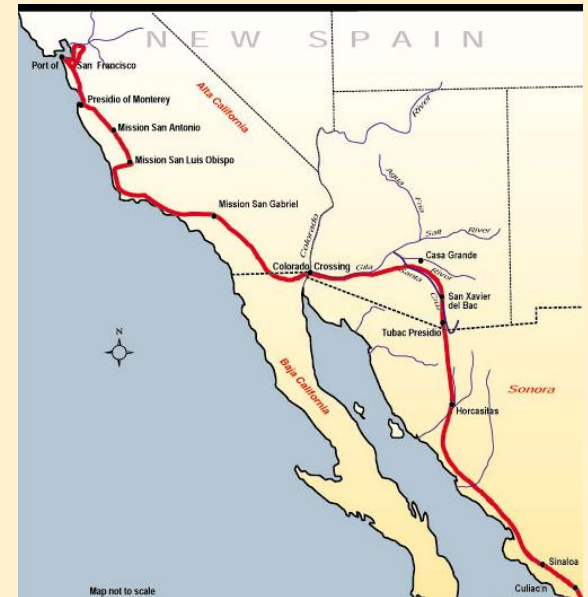 NEW SPAIN
Port of San Francisco
Presidio of Monterey
Alta California
Mission San Antonio
Mission San Luis Obispo
Mission San Gabriel
River
Agua
Fria
Salt River
Colorado
Casa Grande
Colorado Crossing
Gila River
Santa
Cruz
San Xavier
del Bac
Tubac Presidio
N
Baja California
Sonora
Horcasitas
Sinaloa
Culiac n
Map not to scale